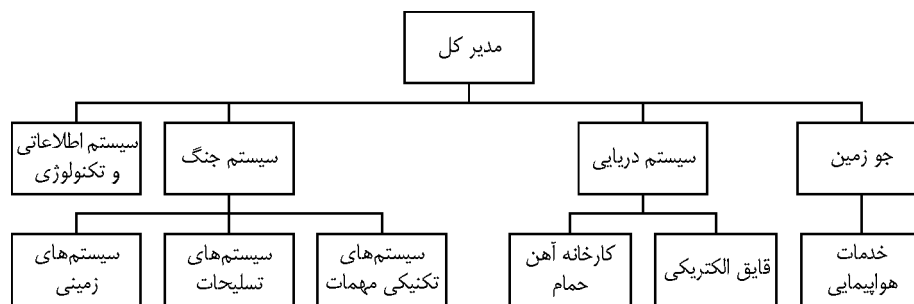 مدیر کل
جو زمین
سیستم دریایی
سیستم جنگ
سیستم اطلاعاتی
و تکنولوژی
خدمات
هواپیمایی
قایق الکتریکی
کارخانه آهن
حمام
سیستم‌های
تکنیکی مهمات
سیستم‌های
تسلیحات
سیستم‌های
زمینی